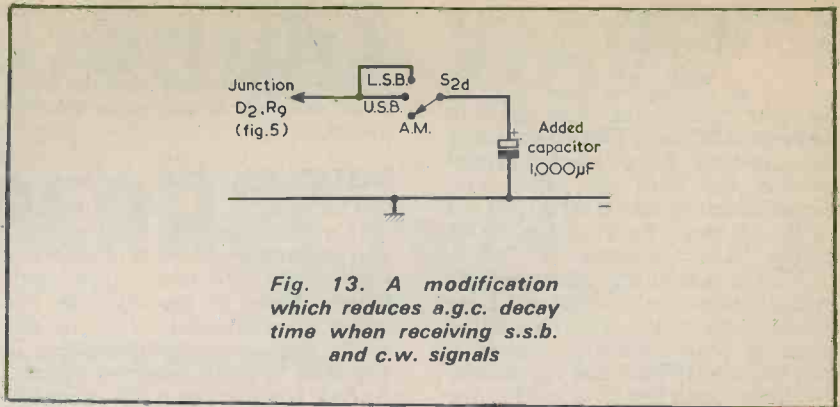 L.S.B.
S2d
Junction
D2,R9
(fig.5)
U.S.B.
A.M.
+
Added
capacitor
1,000µF
−
Fig. 13. A modification
which reduces a.g.c. decay
time when receiving s.s.b.
and c.w. signals